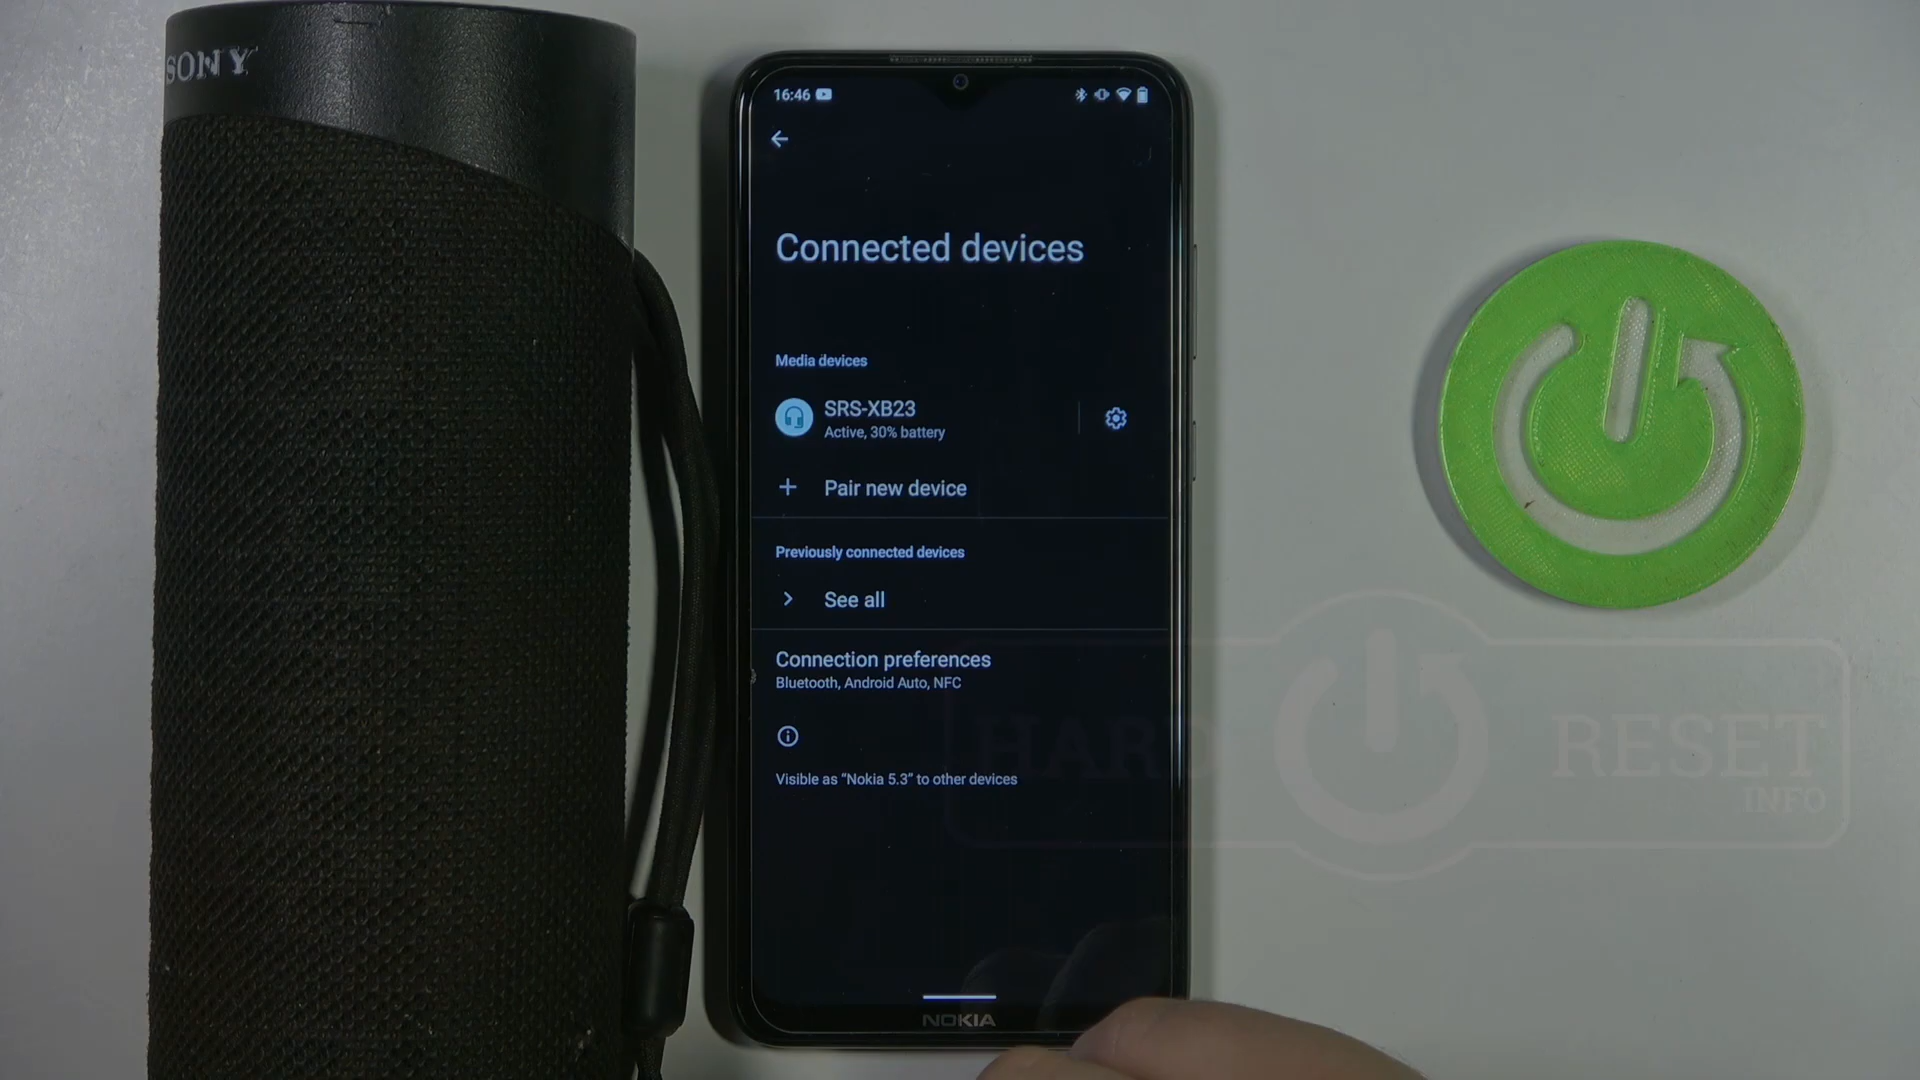 SONY
16:46
Connected devices
Media devices
SRS-XB23
Active, 30% battery
Pair new device
Previously connected devices
See all
Connection preferences
Bluetooth, Android Auto, NFC
Visible as “Nokia 5.3” to other devices
NOKIA
HARD RESET
INFO